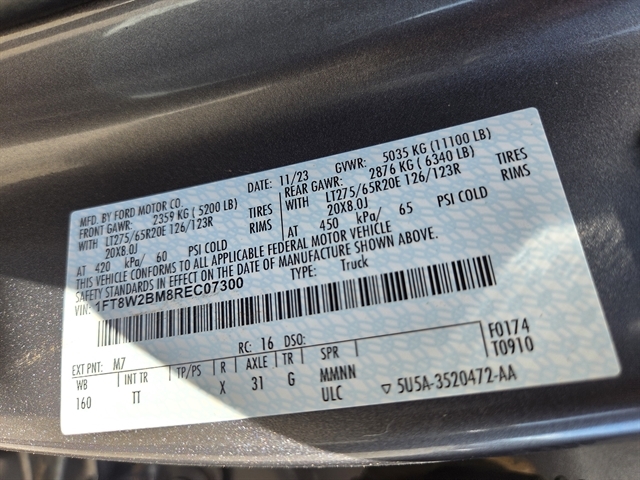 MFD. BY FORD MOTOR CO.
DATE: 11/23 GVWR: 5035 KG (11100 LB)
FRONT GAWR: 2359 KG ( 5200 LB) REAR GAWR: 2876 KG ( 6340 LB)
WITH LT275/65R20E 126/123R TIRES WITH LT275/65R20E 126/123R TIRES
20X8.0J RIMS 20X8.0J RIMS
AT 420 kPa/ 60 PSI COLD AT 450 kPa/ 65 PSI COLD
THIS VEHICLE CONFORMS TO ALL APPLICABLE FEDERAL MOTOR VEHICLE
SAFETY STANDARDS IN EFFECT ON THE DATE OF MANUFACTURE SHOWN ABOVE.
VIN: 1FT8W2BM8REC07300 TYPE: Truck
F0174
T0910
EXT PNT: M7 RC: 16 DSO:
WB INT TR TP/PS R AXLE TR SPR
160 TT X 31 G MMNN
ULC ▽ 5U5A-3520472-AA